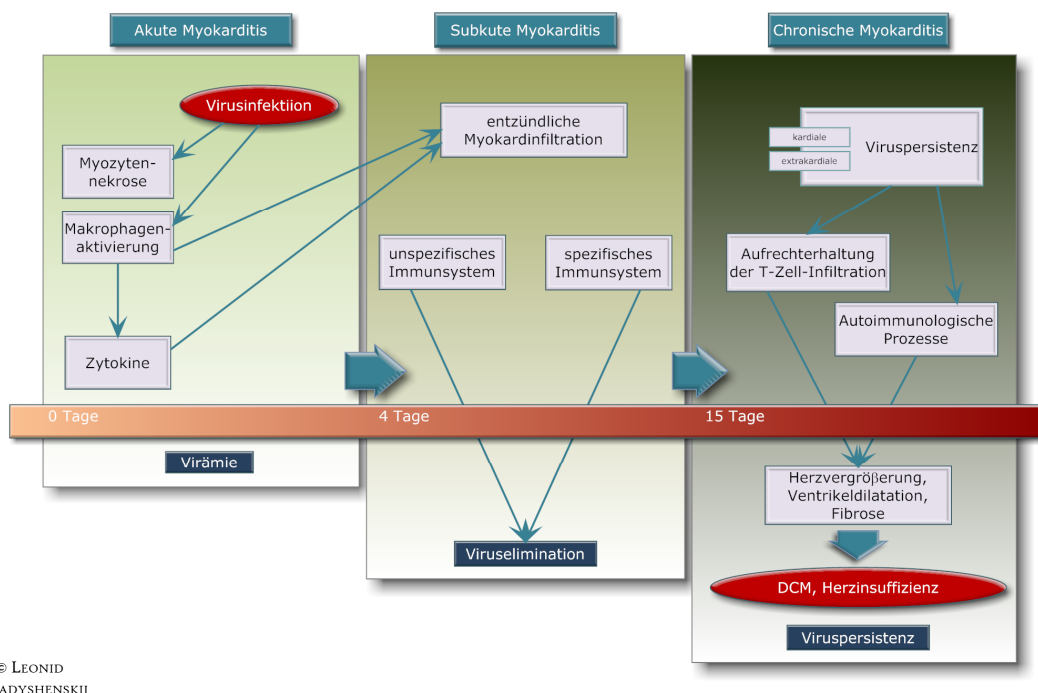 Akute Myokarditis
Subkute Myokarditis
Chronische Myokarditis
Virusinfektiion
Myozyten-
nekrose
Makrophagen-
aktivierung
Zytokine
entzündliche
Myokardinfiltration
unspezifisches
Immunsystem
spezifisches
Immunsystem
kardiale
extrakardiale
Viruspersistenz
Aufrechterhaltung
der T-Zell-Infiltration
Autoimmunologische
Prozesse
0 Tage
4 Tage
15 Tage
Virämie
Viruselimination
Herzvergrößerung,
Ventrikeldilatation,
Fibrose
DCM, Herzinsuffizienz
Viruspersistenz
© LEONID
ADYSHENSKIJ